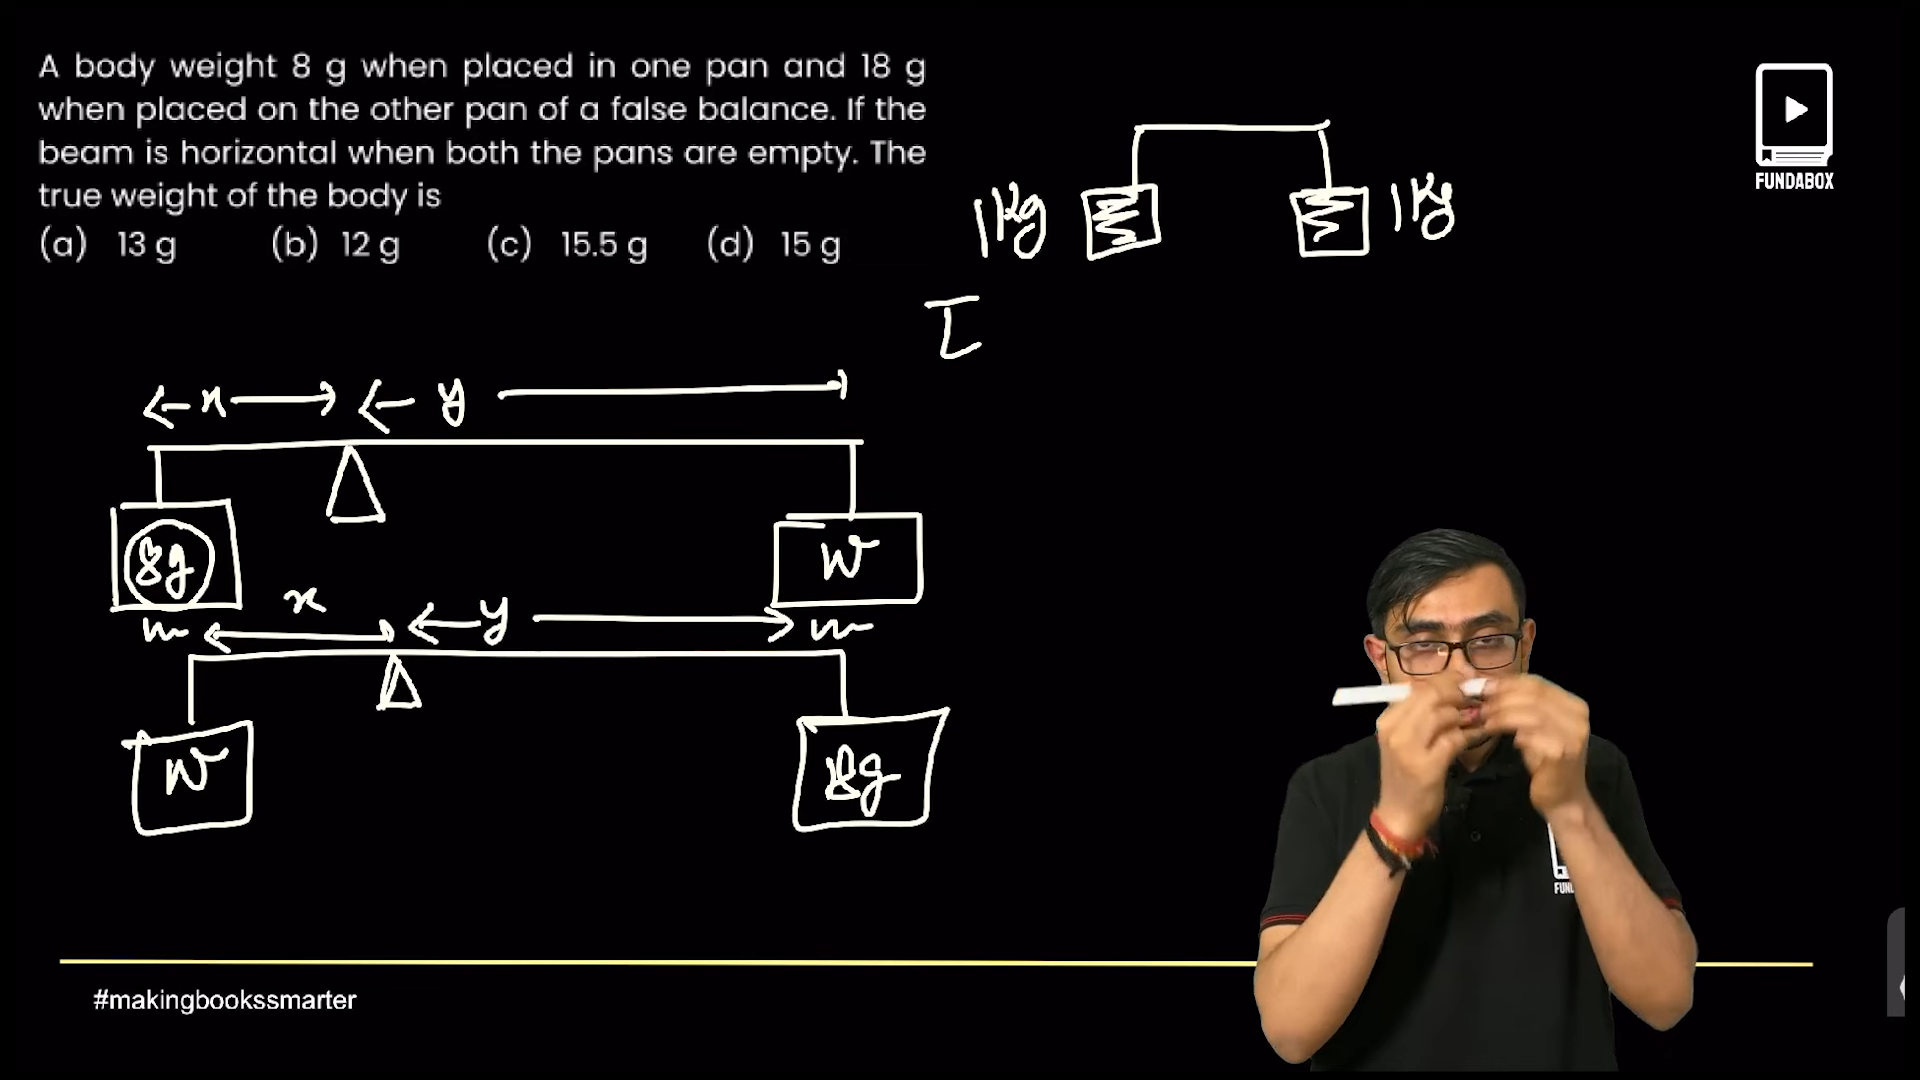 A body weight 8 g when placed in one pan and 18 g
when placed on the other pan of a false balance. If the
beam is horizontal when both the pans are empty. The
true weight of the body is
(a) 13 g (b) 12 g (c) 15.5 g (d) 15 g
FUNDABOX
1kg 1kg
I
x y
8g W
x y
m m
W 18g
#makingbookssmarter